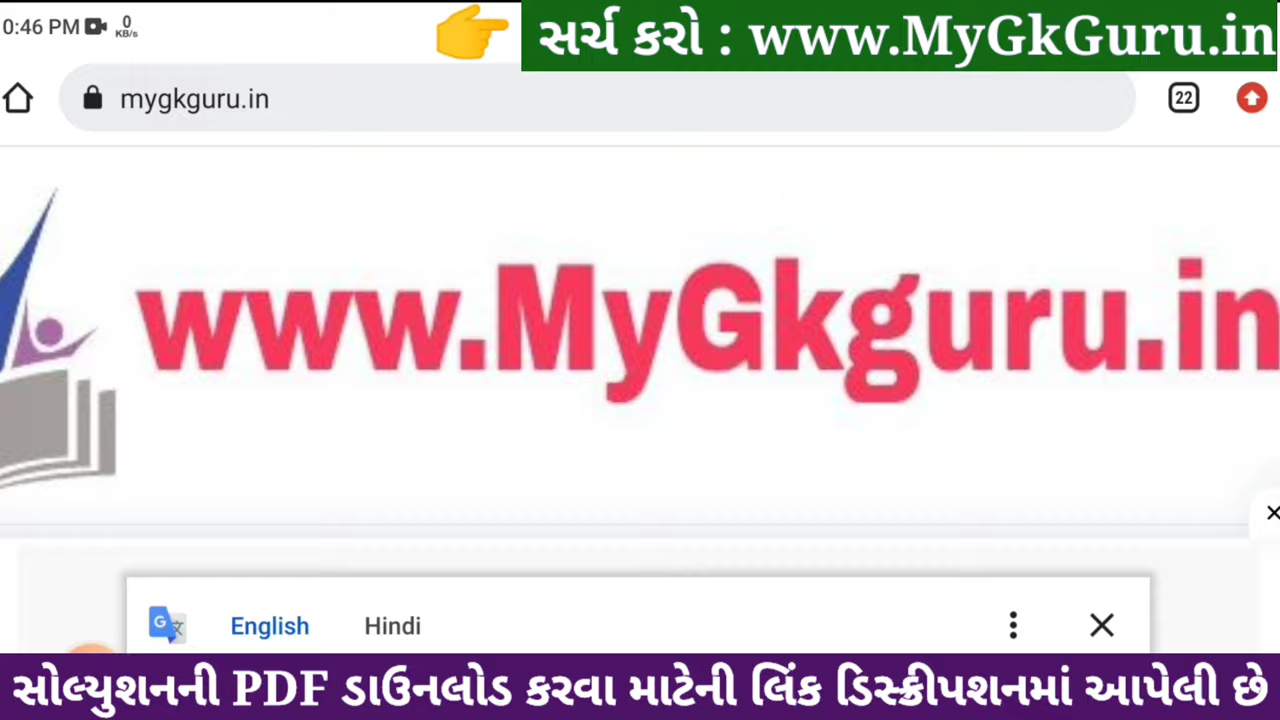 0:46 PM 0 KB/s
સર્ચ કરો : www.MyGkGuru.in
mygkguru.in
22
www.MyGkguru.in
English Hindi
સોલ્યુશનની PDF ડાઉનલોડ કરવા માટેની લિંક ડિસ્ક્રીપશનમાં આપેલી છે